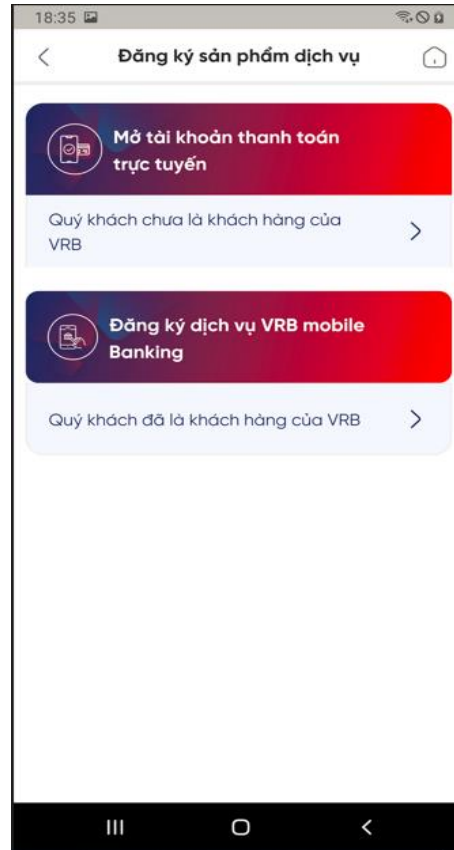 18:35
Đăng ký sản phẩm dịch vụ
Mở tài khoản thanh toán
trực tuyến
Quý khách chưa là khách hàng của
VRB
Đăng ký dịch vụ VRB mobile
Banking
Quý khách đã là khách hàng của VRB